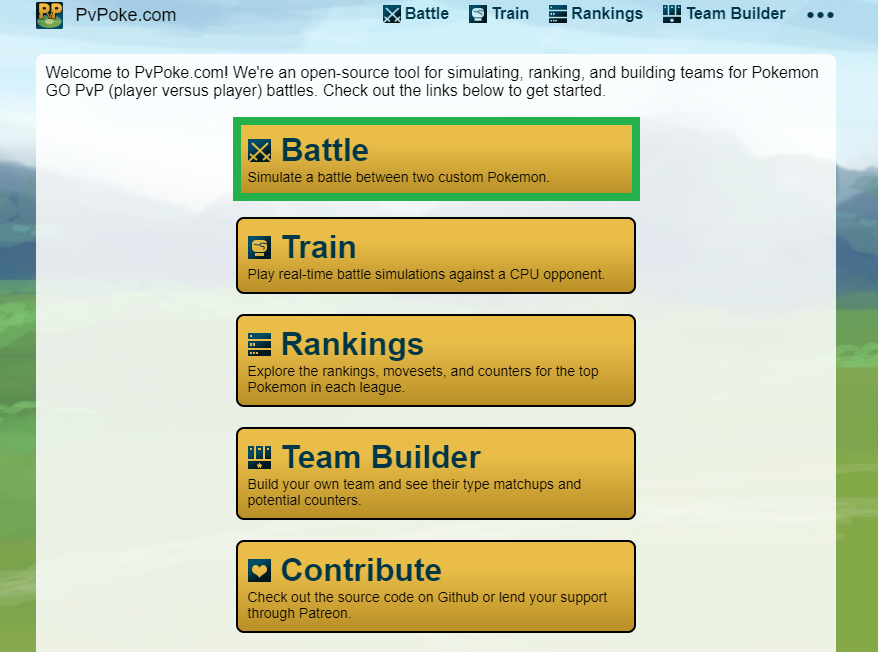 PvPoke.com
Battle Train Rankings Team Builder
Welcome to PvPoke.com! We're an open-source tool for simulating, ranking, and building teams for Pokemon
GO PvP (player versus player) battles. Check out the links below to get started.
Battle
Simulate a battle between two custom Pokemon.
Train
Play real-time battle simulations against a CPU opponent.
Rankings
Explore the rankings, movesets, and counters for the top
Pokemon in each league.
Team Builder
Build your own team and see their type matchups and
potential counters.
Contribute
Check out the source code on Github or lend your support
through Patreon.